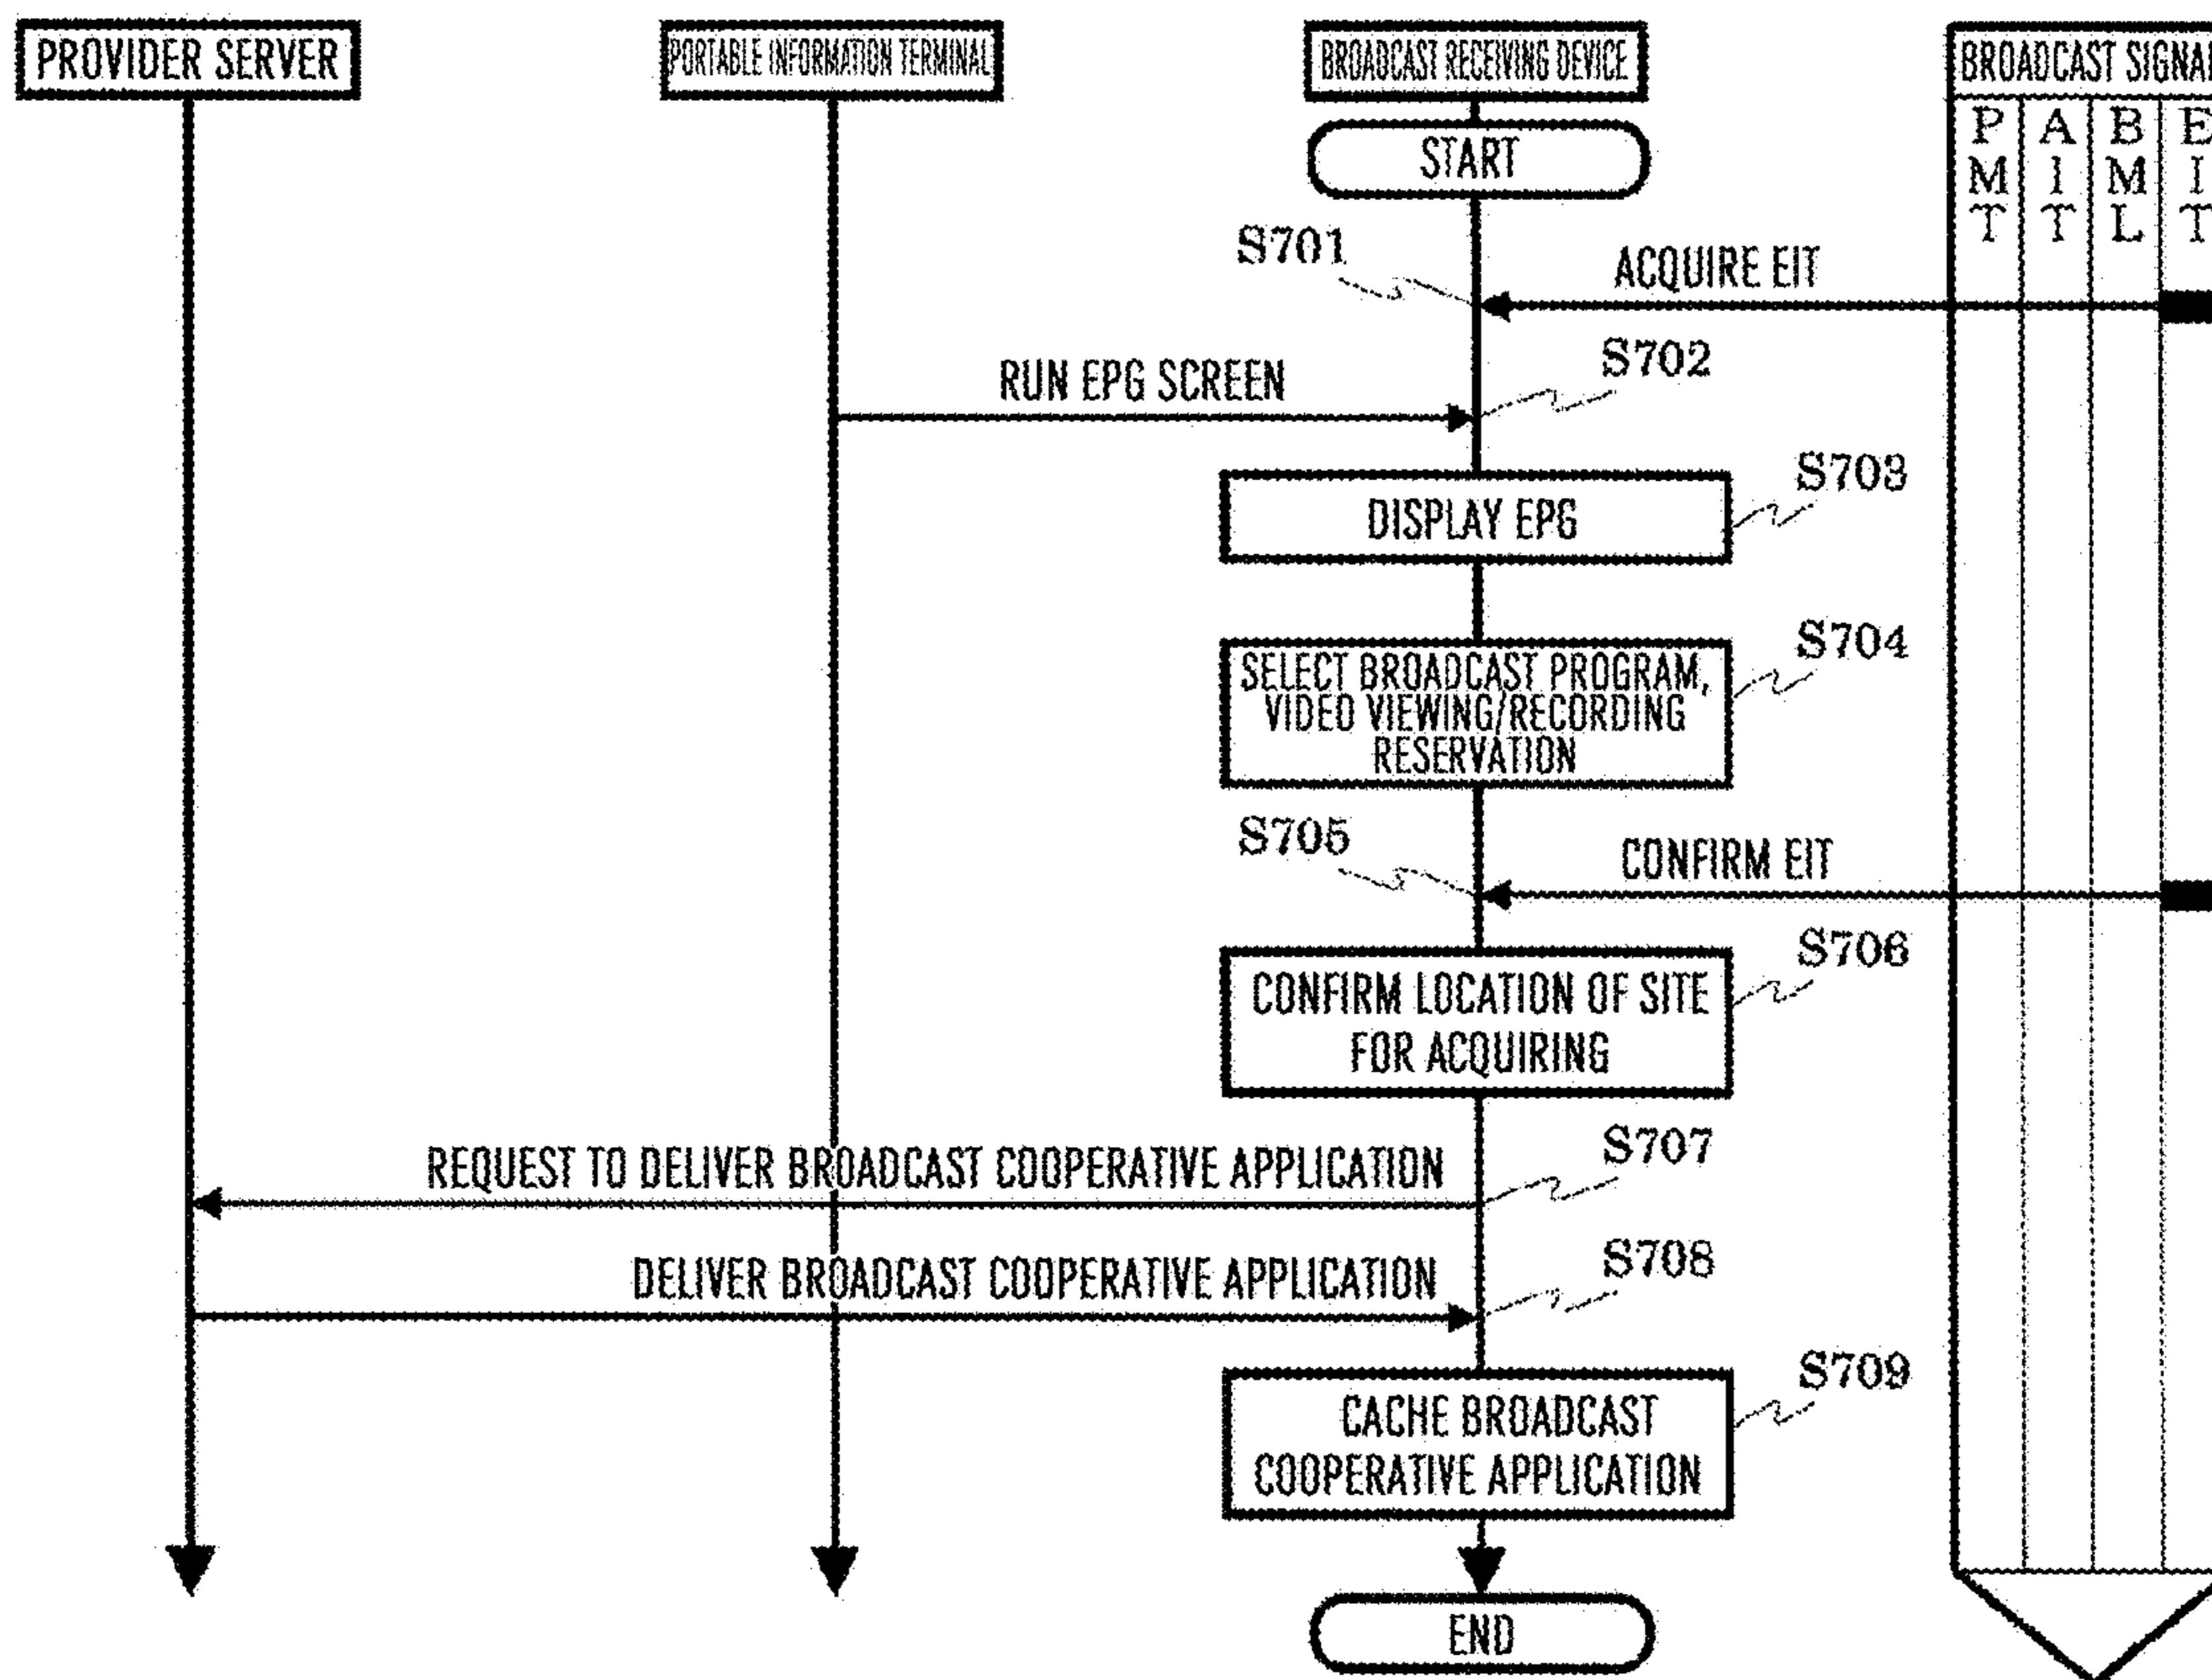 PROVIDER SERVER
PORTABLE INFORMATION TERMINAL
BROADCAST RECEIVING DEVICE
BROADCAST SIGNAL
P
M
T
A
I
T
B
M
L
E
I
T
START
S701
ACQUIRE EIT
S702
RUN EPG SCREEN
S703
DISPLAY EPG
S704
SELECT BROADCAST PROGRAM,
VIDEO VIEWING/RECORDING
RESERVATION
S705
CONFIRM EIT
S706
CONFIRM LOCATION OF SITE
FOR ACQUIRING
S707
REQUEST TO DELIVER BROADCAST COOPERATIVE APPLICATION
S708
DELIVER BROADCAST COOPERATIVE APPLICATION
S709
CACHE BROADCAST
COOPERATIVE APPLICATION
END